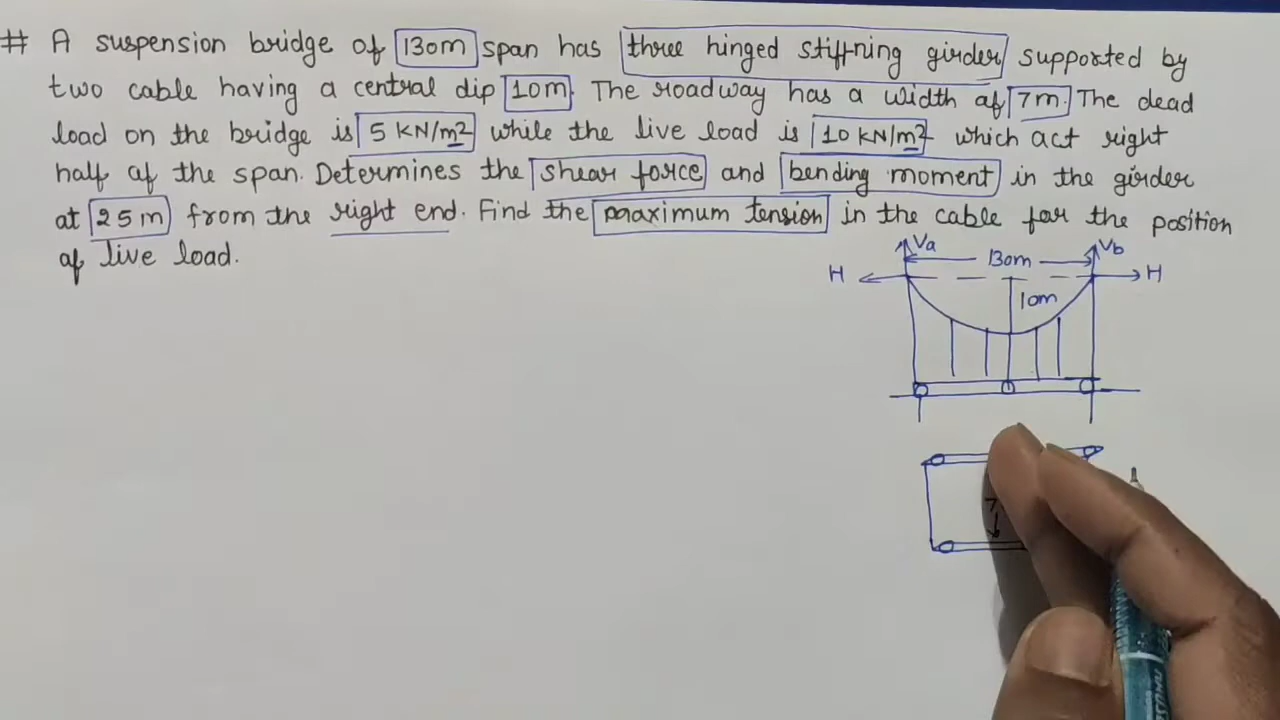 # A suspension bridge of 130m span has three hinged stiffning girder supported by
two cable having a central dip 10m. The roadway has a width of 7m. The dead
load on the bridge is 5 KN/m2 while the live load is 10 KN/m2 which act right
half of the span. Determines the shear force and bending moment in the girder
at 25m from the right end. Find the maximum tension in the cable for the position
of live load.
Va 130m Vb
H H
10m
7